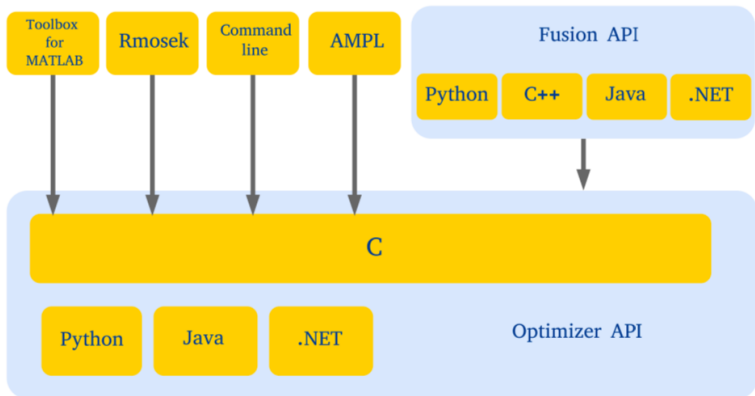 Toolbox
for
MATLAB
Rmosek
Command
line
AMPL
Fusion API
Python
C++
Java
.NET
C
Python
Java
.NET
Optimizer API